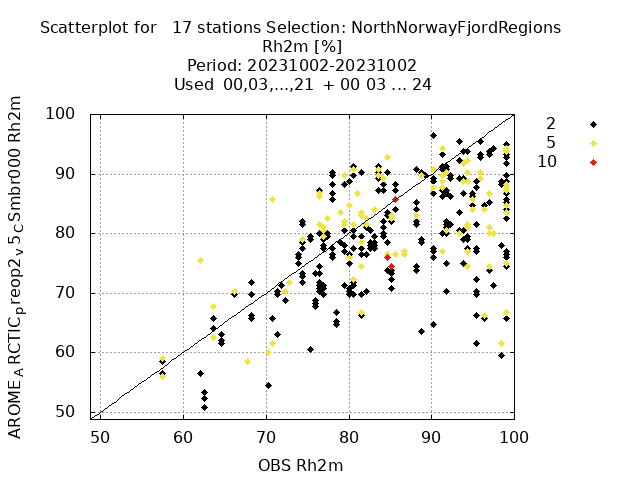 Scatterplot for   17 stations Selection: NorthNorwayFjordRegions
Rh2m [%]
Period: 20231002-20231002
Used  00,03,...,21  + 00 03 ... 24
AROME_ARCTIC_preop2_v5_CSmbr000 Rh2m
100
90
80
70
60
50
50
60
70
80
90
100
OBS Rh2m
2
5
10